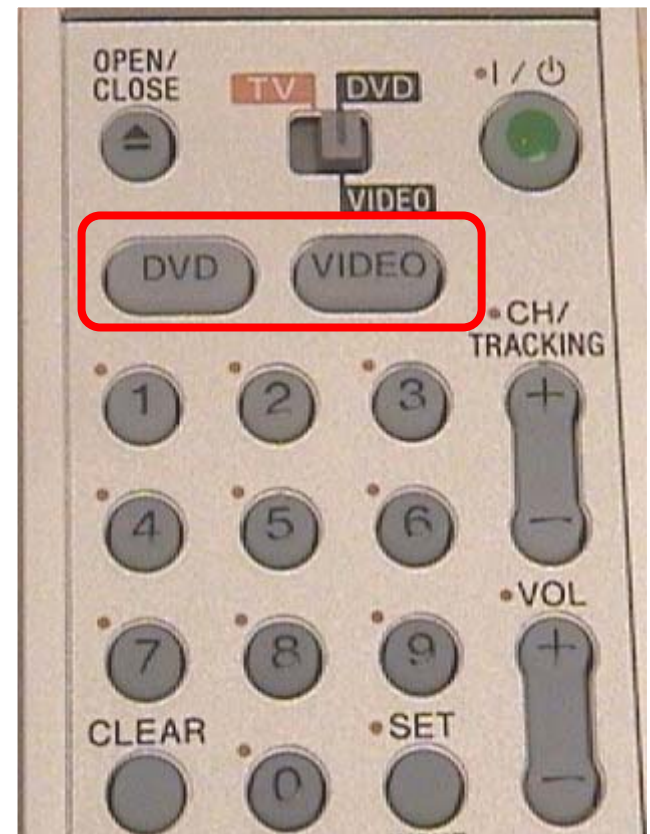 OPEN/
CLOSE
TV
DVD
I / ⏻
VIDEO
DVD
VIDEO
CH/
TRACKING
1
2
3
+
4
5
6
−
VOL
7
8
9
+
CLEAR
0
SET
−